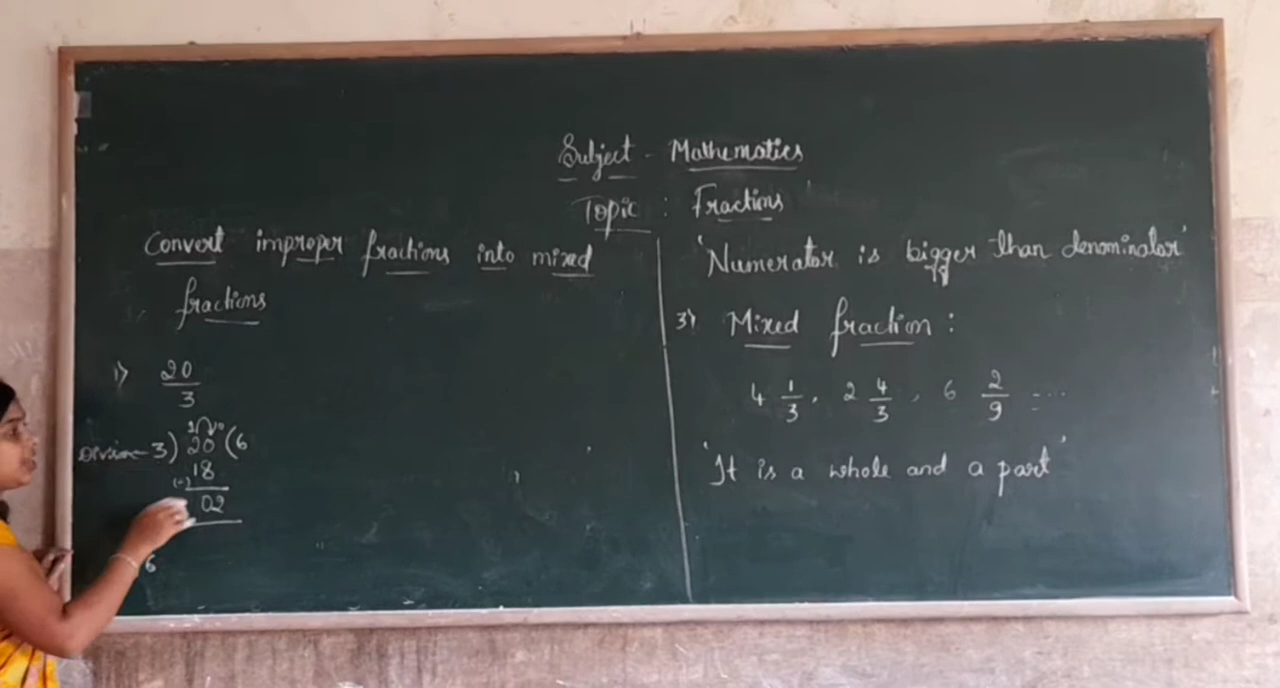 Subject - Mathematics
Topic : Fractions
Convert improper fractions into mixed
fractions
1) 20/3
3) 20 (6
(-) 18
02
6
'Numerator is bigger than denominator'
3) Mixed fraction :
4 1/3, 2 4/3, 6 2/9 ....
'It is a whole and a part'